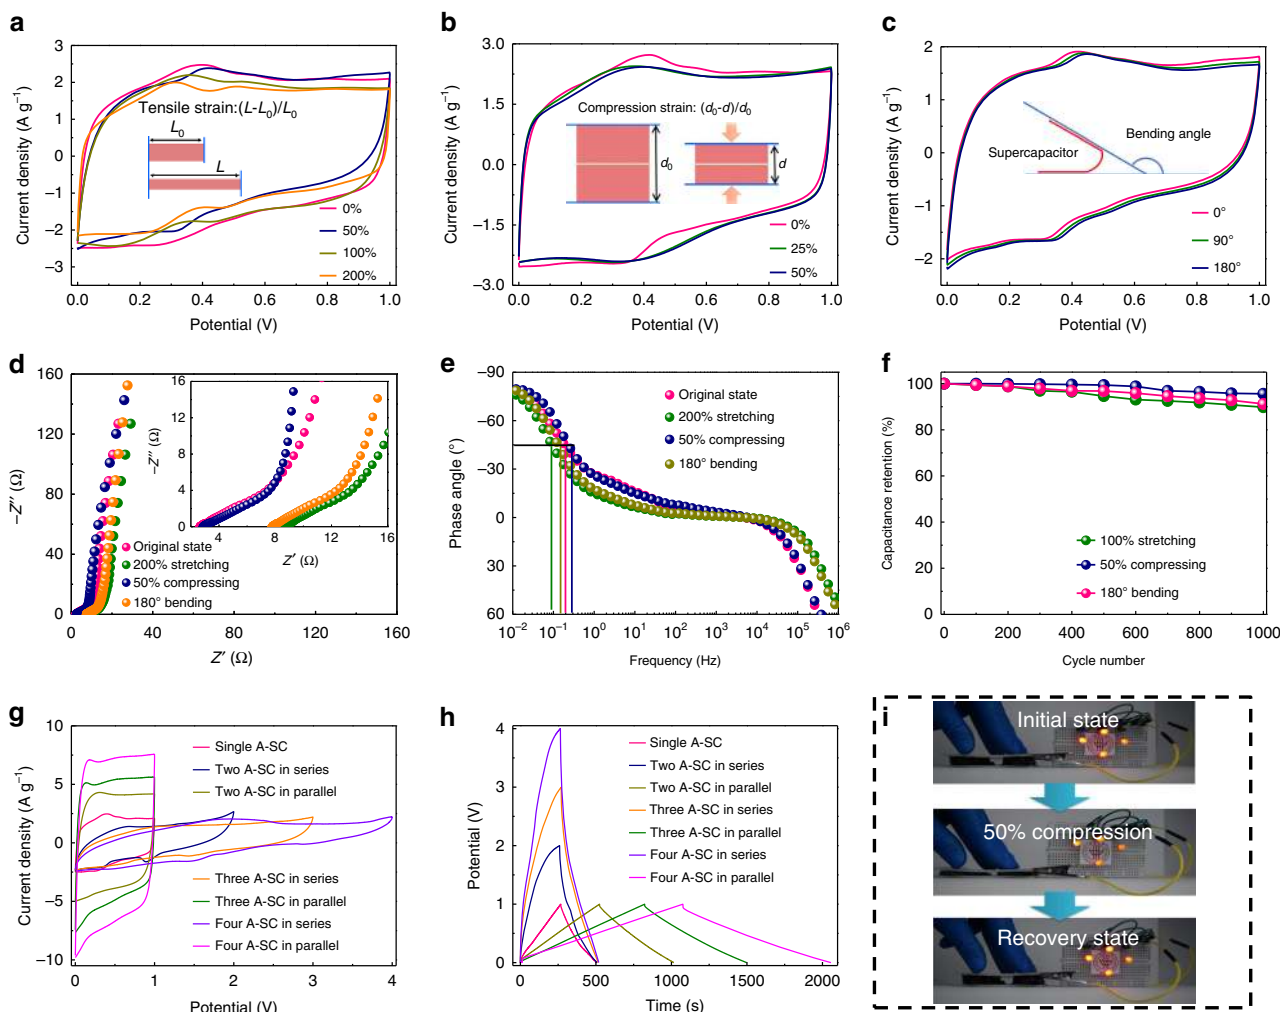 a
Current density (A g⁻¹)
3
2
1
0
−1
−2
−3
Tensile strain:(L-L₀)/L₀
L₀
L
0%
50%
100%
200%
0.0 0.2 0.4 0.6 0.8 1.0
Potential (V)
b
Current density (A g⁻¹)
3.0
1.5
0.0
−1.5
−3.0
Compression strain: (d₀-d)/d₀
d₀
d
0%
25%
50%
0.0 0.2 0.4 0.6 0.8 1.0
Potential (V)
c
Current density (A g⁻¹)
2
1
0
−1
−2
Bending angle
Supercapacitor
0°
90°
180°
0.0 0.2 0.4 0.6 0.8 1.0
Potential (V)
d
−Z″ (Ω)
160
120
80
40
0
16
12
8
4
0
−Z″ (Ω)
4 8 12 16
Z′ (Ω)
Original state
200% stretching
50% compressing
180° bending
0 40 80 120 160
Z′ (Ω)
e
Phase angle (°)
−90
−60
−30
0
30
60
Original state
200% stretching
50% compressing
180° bending
10⁻² 10⁻¹ 10⁰ 10¹ 10² 10³ 10⁴ 10⁵ 10⁶
Frequency (Hz)
f
Capacitance retention (%)
100
80
60
40
20
0
100% stretching
50% compressing
180° bending
0 200 400 600 800 1000
Cycle number
g
Current density (A g⁻¹)
10
5
0
−5
−10
Single A-SC
Two A-SC in series
Two A-SC in parallel
Three A-SC in series
Three A-SC in parallel
Four A-SC in series
Four A-SC in parallel
0 1 2 3 4
Potential (V)
h
Potential (V)
4
3
2
1
0
Single A-SC
Two A-SC in series
Two A-SC in parallel
Three A-SC in series
Three A-SC in parallel
Four A-SC in series
Four A-SC in parallel
0 500 1000 1500 2000
Time (s)
i
Initial state
50% compression
Recovery state